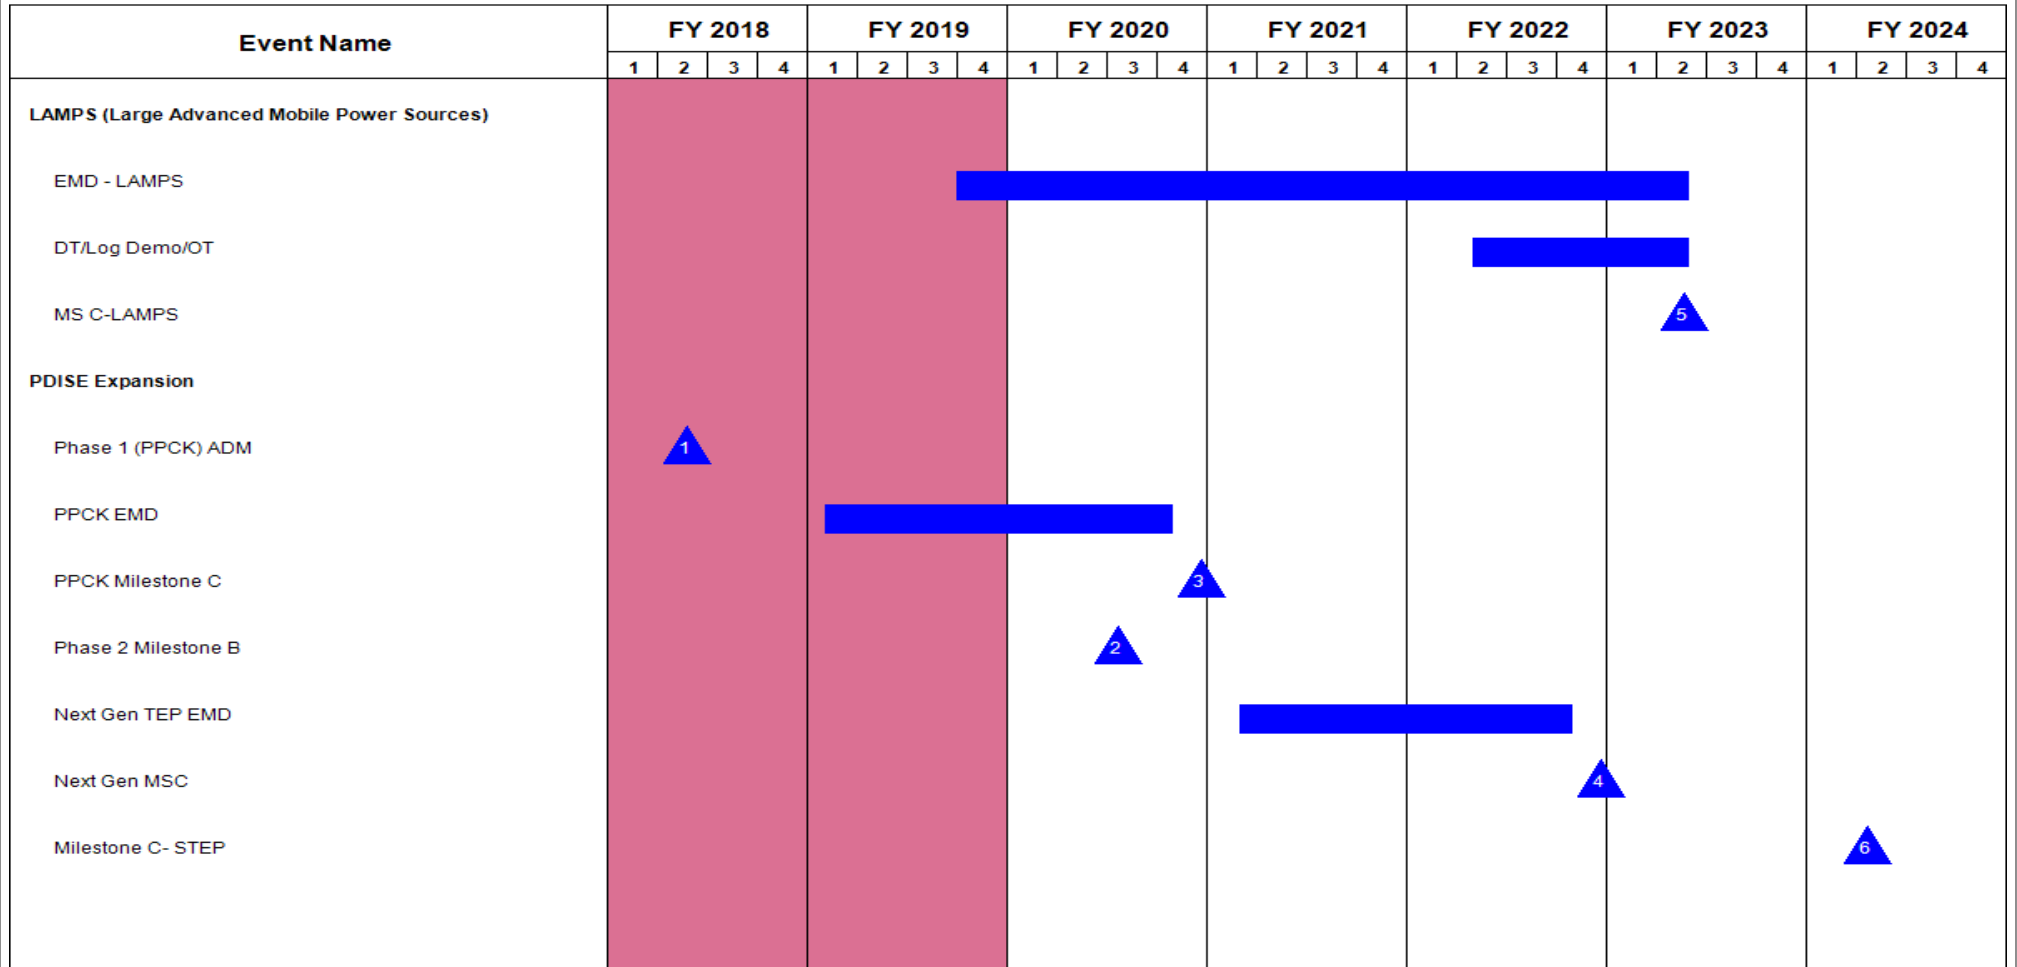 Event Name
FY 2018 FY 2019 FY 2020 FY 2021 FY 2022 FY 2023 FY 2024
1 2 3 4 1 2 3 4 1 2 3 4 1 2 3 4 1 2 3 4 1 2 3 4 1 2 3 4
LAMPS (Large Advanced Mobile Power Sources)
EMD - LAMPS
DT/Log Demo/OT
MS C-LAMPS 5
PDISE Expansion
Phase 1 (PPCK) ADM 1
PPCK EMD
PPCK Milestone C 3
Phase 2 Milestone B 2
Next Gen TEP EMD
Next Gen MSC 4
Milestone C- STEP 6